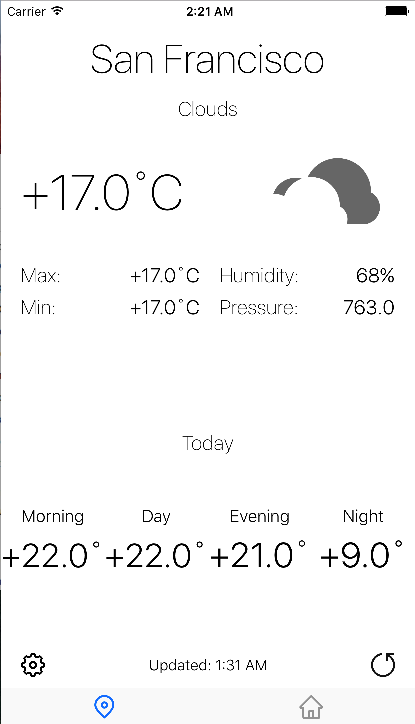 Carrier 2:21 AM
San Francisco
Clouds
+17.0°C
Max: +17.0°C Humidity: 68%
Min: +17.0°C Pressure: 763.0
Today
Morning Day Evening Night
+22.0° +22.0° +21.0° +9.0°
Updated: 1:31 AM